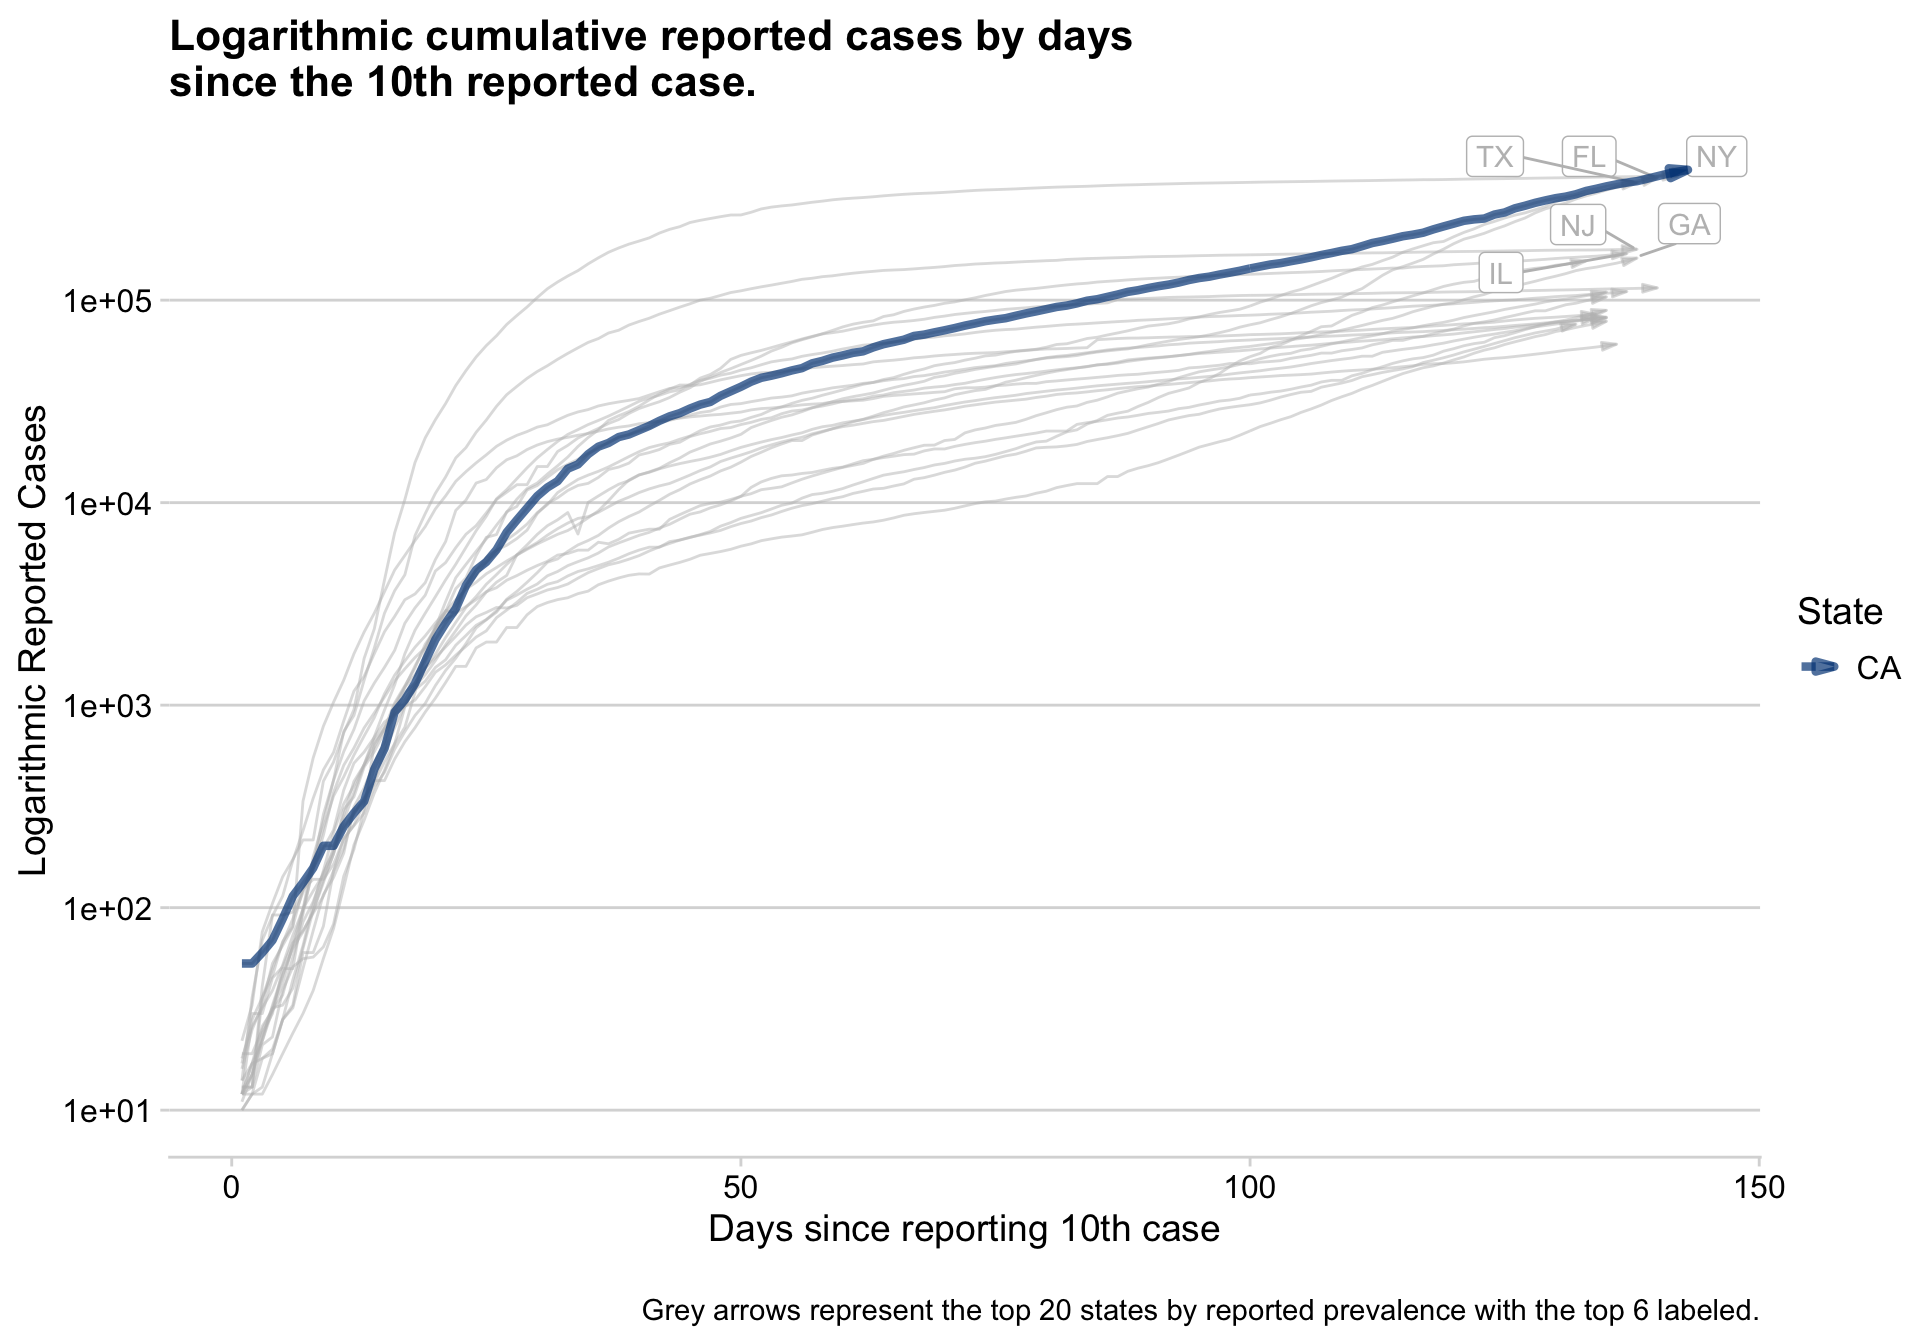 Logarithmic cumulative reported cases by days
since the 10th reported case.
TX
FL
NY
NJ
GA
IL
1e+05
1e+04
1e+03
1e+02
1e+01
Logarithmic Reported Cases
State
CA
0
50
100
150
Days since reporting 10th case
Grey arrows represent the top 20 states by reported prevalence with the top 6 labeled.